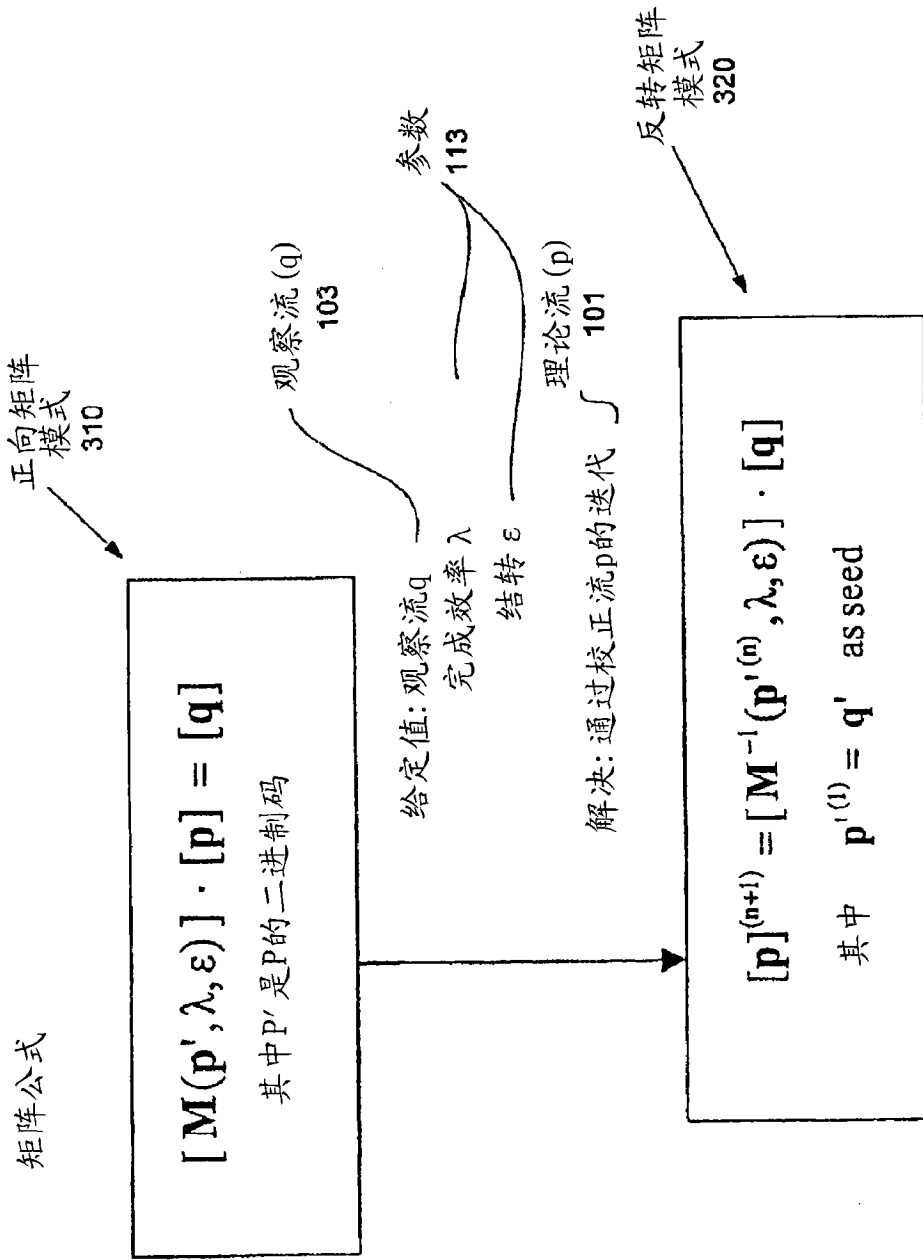 矩阵公式
正向矩阵
模式
310
[M(p',λ,ε)]·[p]=[q]
其中P'是P的二进制码
给定值:观察流q
完成效率λ
结转ε
观察流(q)
103
参数
113
解决:通过校正流p的迭代
理论流(p)
101
反转矩阵
模式
320
[p]⁽ⁿ⁺¹⁾=[M⁻¹(p'⁽ⁿ⁾,λ,ε)]·[q]
其中 p'⁽¹⁾=q' as seed